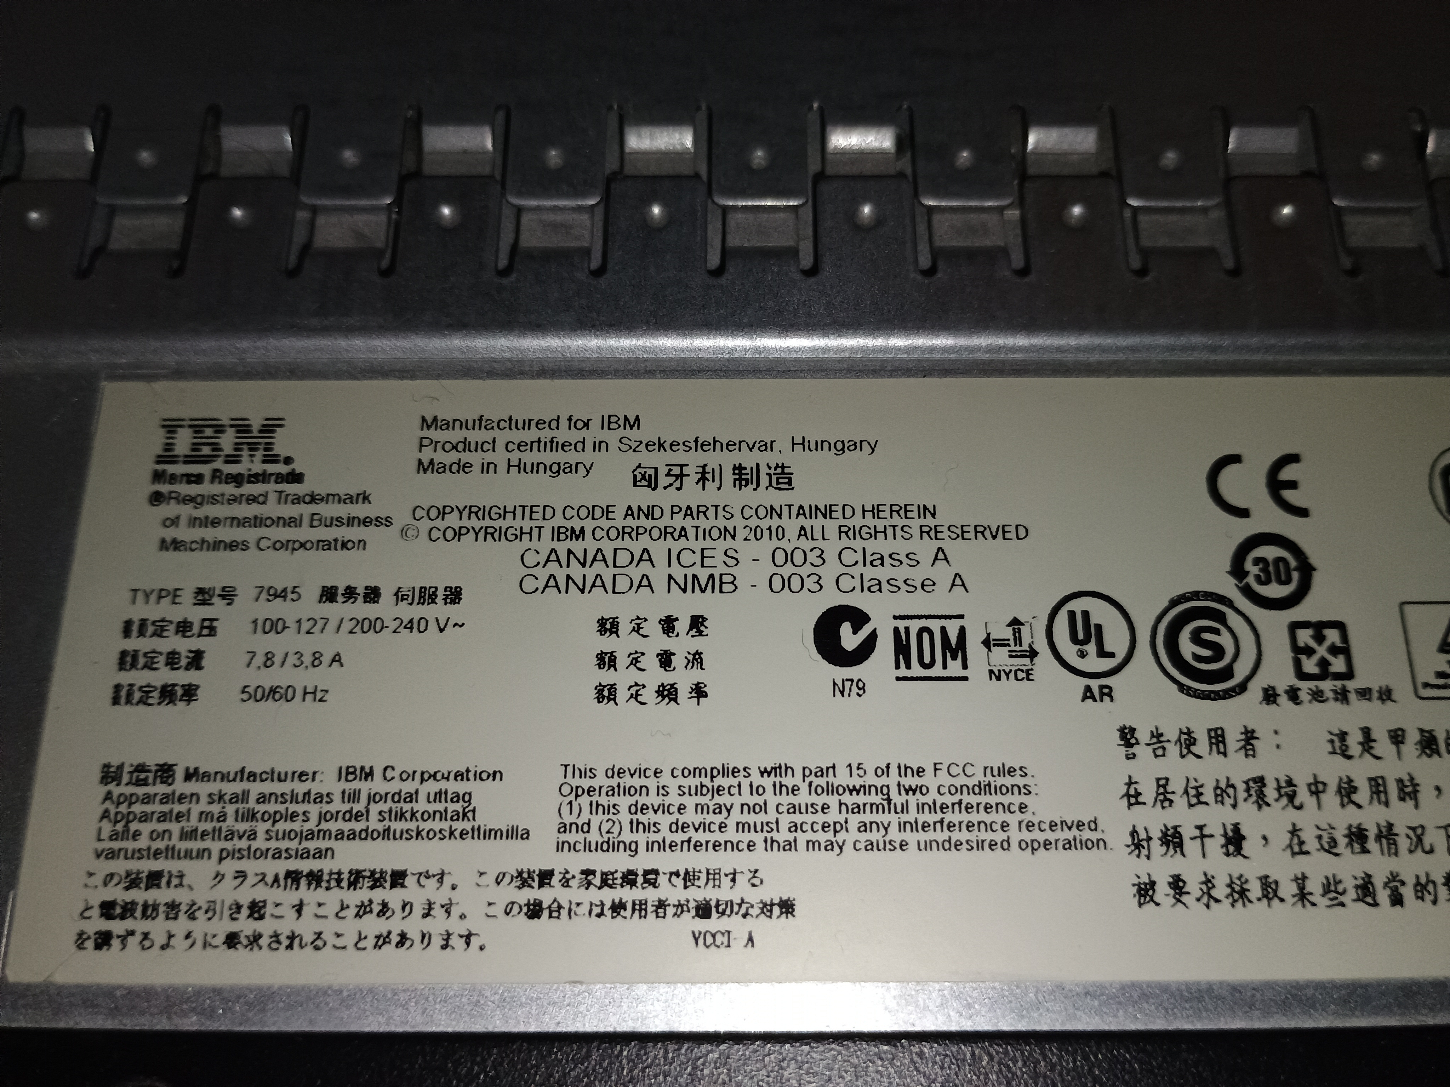 IBM.
Marca Registrada
®Registered Trademark
of International Business
Machines Corporation
Manufactured for IBM
Product certified in Szekesfehervar, Hungary
Made in Hungary 匈牙利制造
COPYRIGHTED CODE AND PARTS CONTAINED HEREIN
© COPYRIGHT IBM CORPORATION 2010, ALL RIGHTS RESERVED
CANADA ICES - 003 Class A
CANADA NMB - 003 Classe A
TYPE 型号 7945 服务器 伺服器
额定电压 100-127 / 200-240 V~ 額定電壓
额定电流 7,8 / 3,8 A 額定電流
额定频率 50/60 Hz 額定頻率
CE
30
N79
NOM
NYCE
UL
®
AR
S
廢電池請回收
制造商 Manufacturer: IBM Corporation
Apparaten skall anslutas till jordat uttag
Apparatet må tilkoples jordet stikkontakt
Laite on liitettävä suojamaadoituskoskettimilla
varustettuun pistorasiaan
This device complies with part 15 of the FCC rules.
Operation is subject to the following two conditions:
(1) this device may not cause harmful interference,
and (2) this device must accept any interference received,
including interference that may cause undesired operation.
警告使用者： 這是甲類的
在居住的環境中使用時，
射頻干擾，在這種情況下
被要求採取某些適當的對
この装置は、クラスA情報技術装置です。この装置を家庭環境で使用する
と電波妨害を引き起こすことがあります。この場合には使用者が適切な対策
を講ずるように要求されることがあります。 VCCI-A